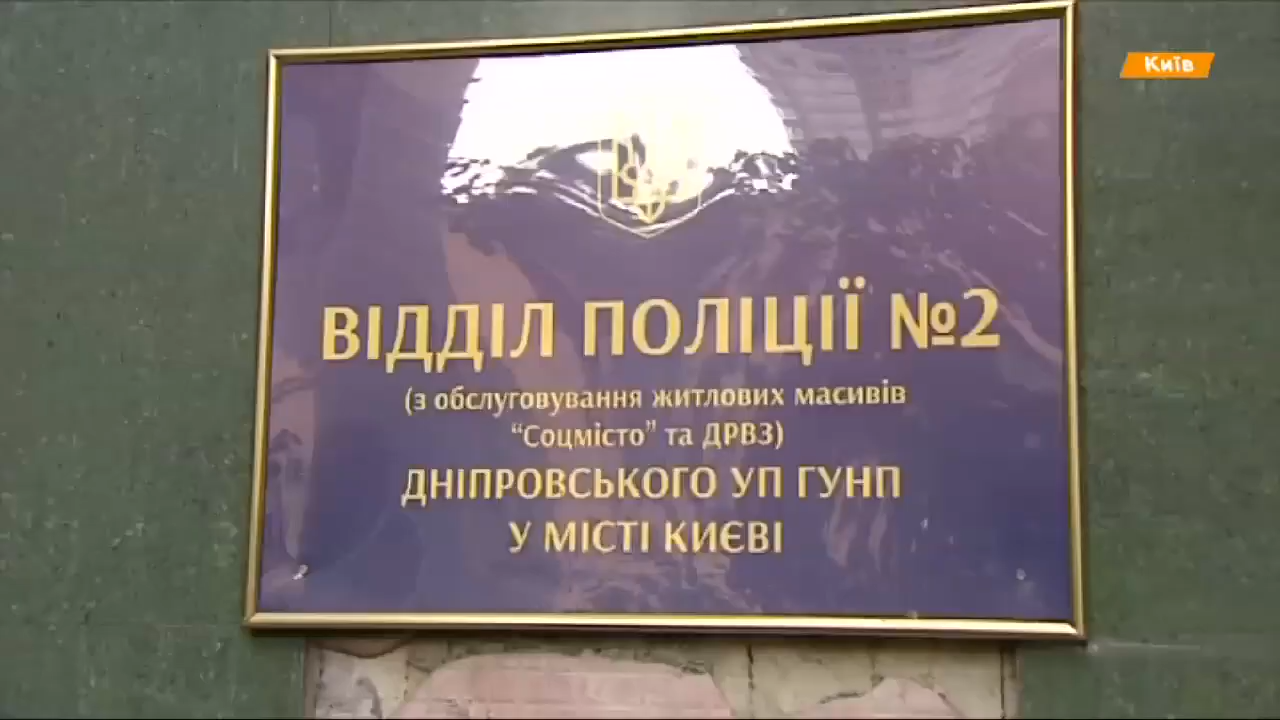 Київ
ВІДДІЛ ПОЛІЦІЇ №2
(з обслуговування житлових масивів
“Соцмісто” та ДРВЗ)
ДНІПРОВСЬКОГО УП ГУНП
У МІСТІ КИЄВІ